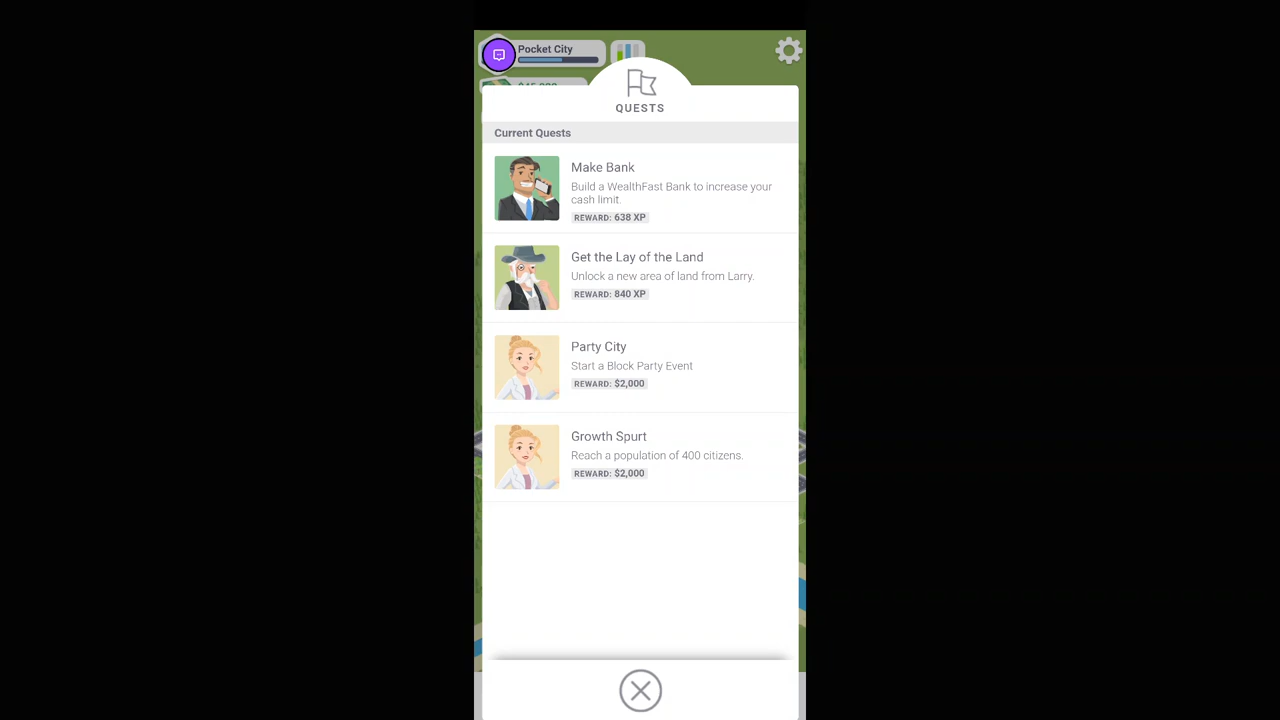 Pocket City
QUESTS
Current Quests
Make Bank
Build a WealthFast Bank to increase your
cash limit.
REWARD: 638 XP
Get the Lay of the Land
Unlock a new area of land from Larry.
REWARD: 840 XP
Party City
Start a Block Party Event
REWARD: $2,000
Growth Spurt
Reach a population of 400 citizens.
REWARD: $2,000